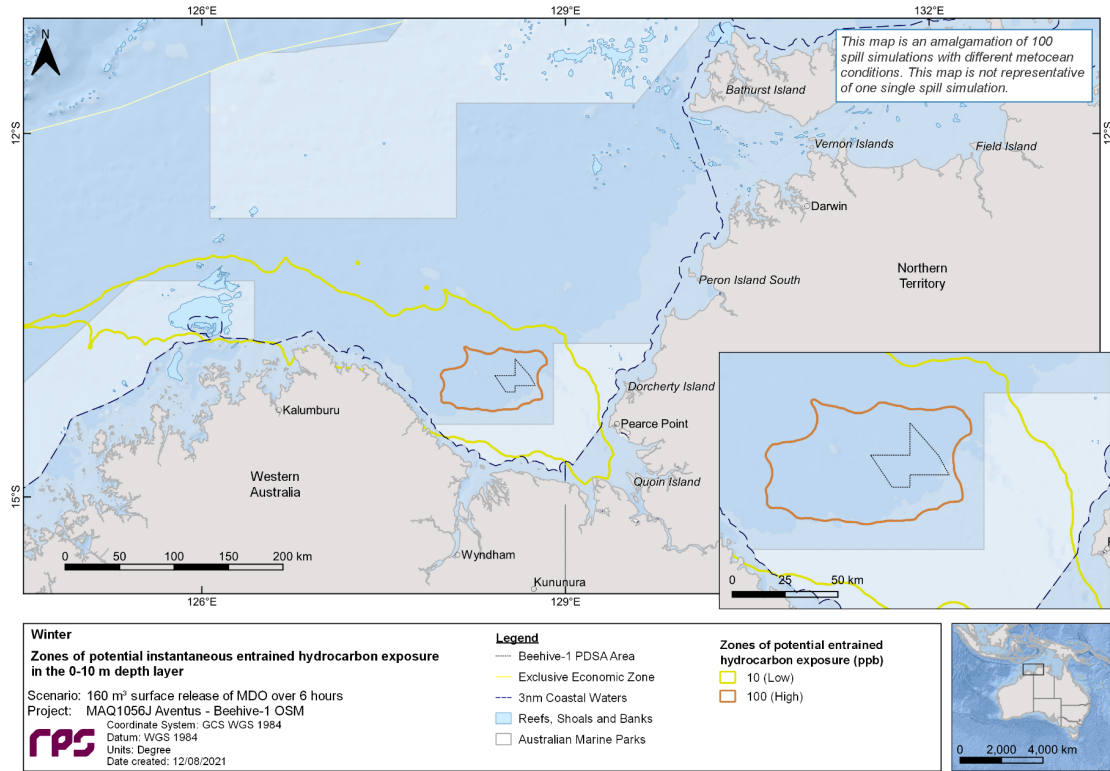 126°E
129°E
132°E
N
This map is an amalgamation of 100
spill simulations with different metocean
conditions. This map is not representative
of one single spill simulation.
Bathurst Island
12°S
12°S
Vernon Islands
Field Island
Darwin
Northern
Territory
Peron Island South
Dorcherty Island
Kalumburu
Pearce Point
Western
Australia
Quoin Island
15°S
0 50 100 150 200 km
Wyndham
Kununura
0 25 50 km
126°E
129°E
Winter
Zones of potential instantaneous entrained hydrocarbon exposure
in the 0-10 m depth layer
Scenario: 160 m³ surface release of MDO over 6 hours
Project: MAQ1056J Aventus - Beehive-1 OSM
rps
Coordinate System: GCS WGS 1984
Datum: WGS 1984
Units: Degree
Date created: 12/08/2021
Legend
Beehive-1 PDSA Area
Exclusive Economic Zone
3nm Coastal Waters
Reefs, Shoals and Banks
Australian Marine Parks
Zones of potential entrained
hydrocarbon exposure (ppb)
10 (Low)
100 (High)
0 2,000 4,000 km